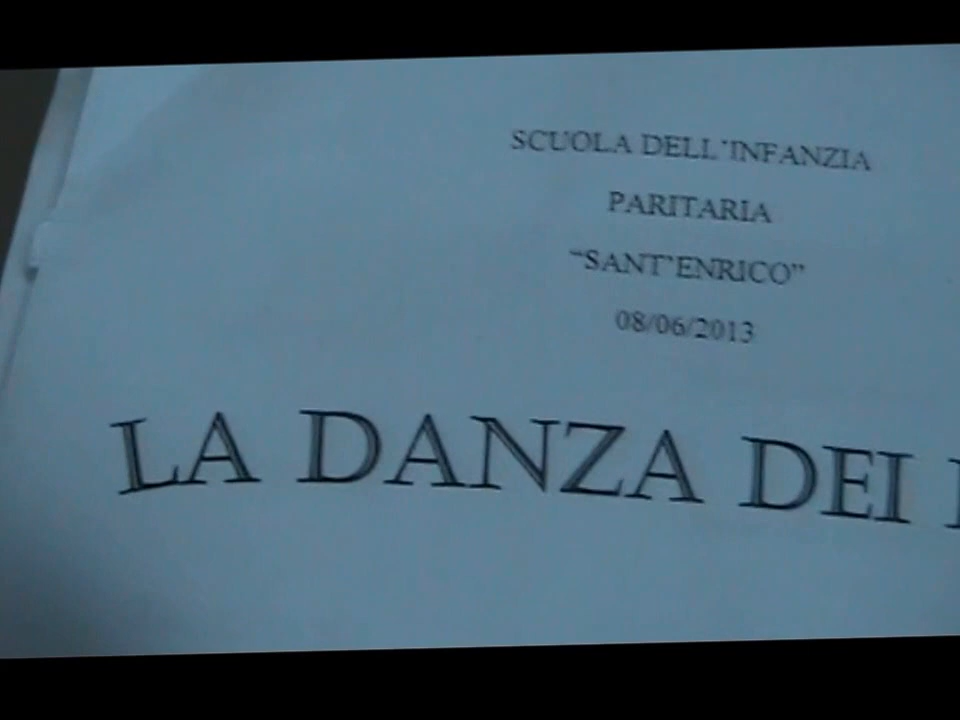 SCUOLA DELL'INFANZIA
PARITARIA
“SANT'ENRICO”
08/06/2013
LA DANZA DEI